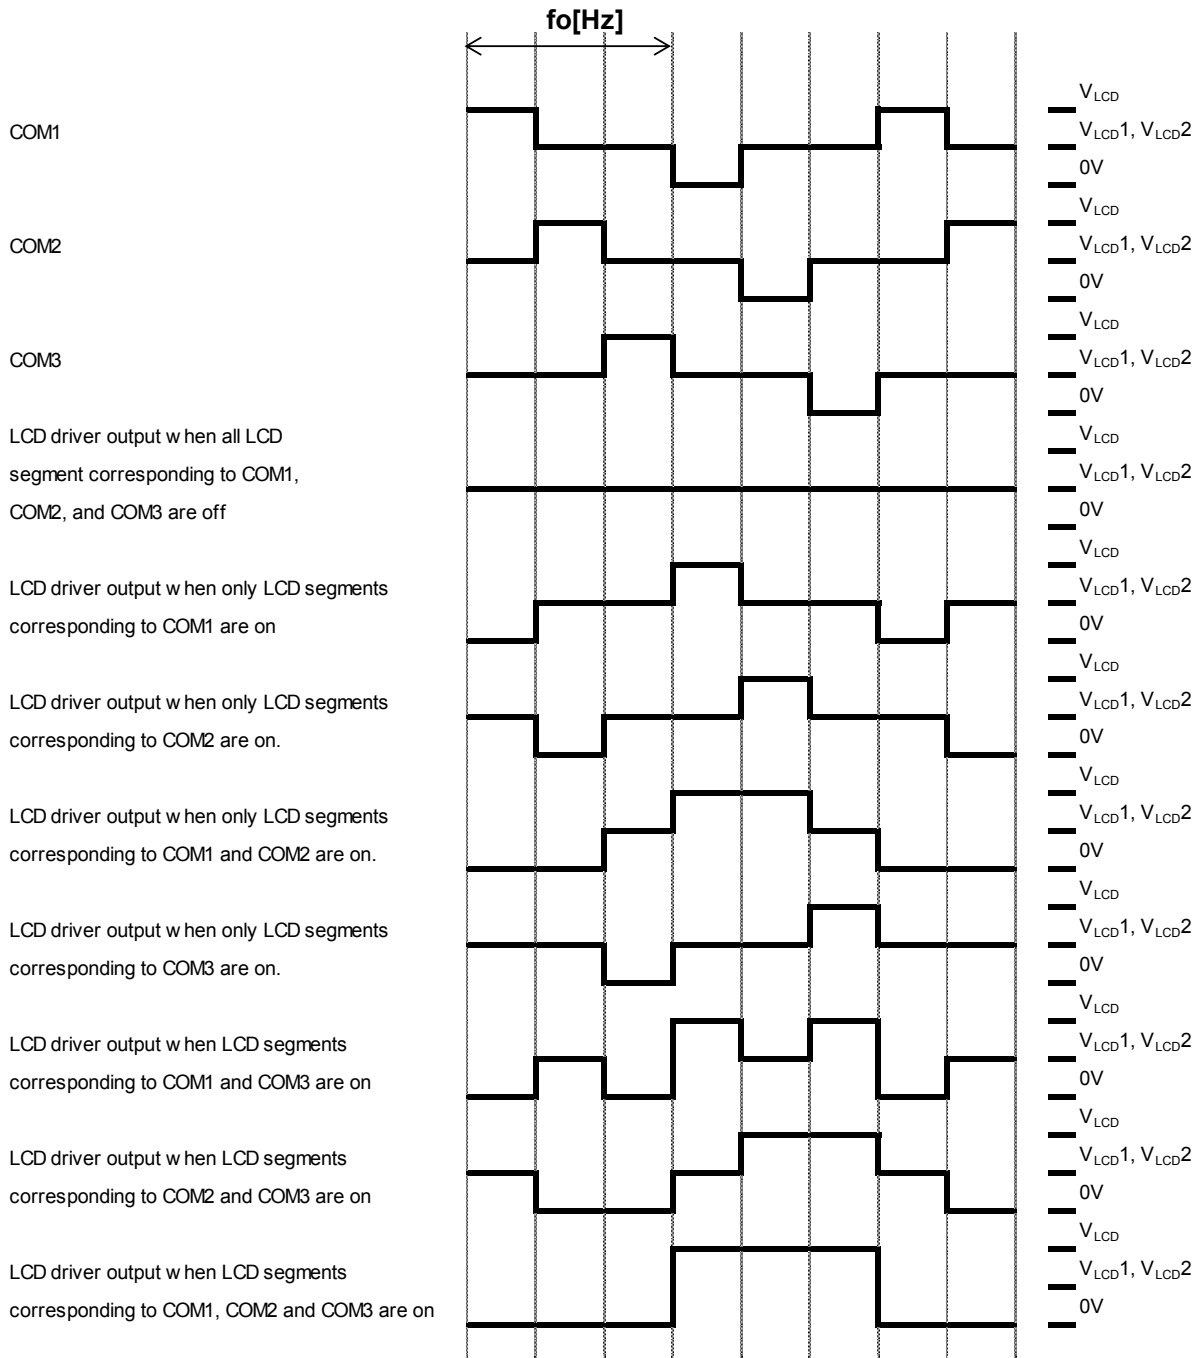 fo[Hz]
VLCD
COM1
VLCD1, VLCD2
0V
VLCD
COM2
VLCD1, VLCD2
0V
VLCD
COM3
VLCD1, VLCD2
0V
LCD driver output w hen all LCD
segment corresponding to COM1,
COM2, and COM3 are off
VLCD
VLCD1, VLCD2
0V
VLCD
LCD driver output w hen only LCD segments
corresponding to COM1 are on
VLCD1, VLCD2
0V
VLCD
LCD driver output w hen only LCD segments
corresponding to COM2 are on.
VLCD1, VLCD2
0V
VLCD
LCD driver output w hen only LCD segments
corresponding to COM1 and COM2 are on.
VLCD1, VLCD2
0V
VLCD
LCD driver output w hen only LCD segments
corresponding to COM3 are on.
VLCD1, VLCD2
0V
VLCD
LCD driver output w hen LCD segments
corresponding to COM1 and COM3 are on
VLCD1, VLCD2
0V
VLCD
LCD driver output w hen LCD segments
corresponding to COM2 and COM3 are on
VLCD1, VLCD2
0V
VLCD
LCD driver output w hen LCD segments
corresponding to COM1, COM2 and COM3 are on
VLCD1, VLCD2
0V